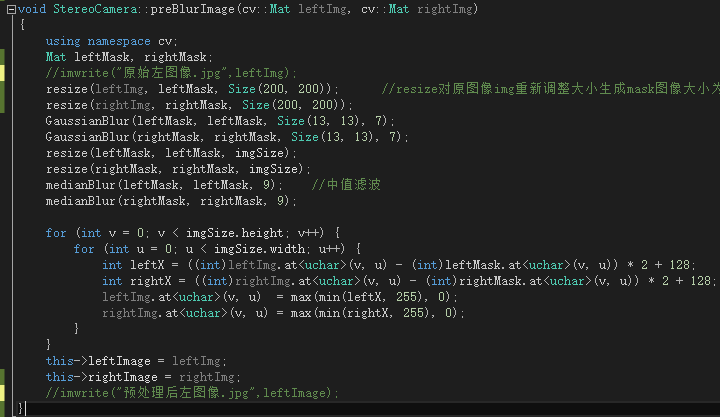 void StereoCamera::preBlurImage(cv::Mat leftImg, cv::Mat rightImg)
{
    using namespace cv;
    Mat leftMask, rightMask;
    //imwrite("原始左图像.jpg",leftImg);
    resize(leftImg, leftMask, Size(200, 200));      //resize对原图像img重新调整大小生成mask图像大小为
    resize(rightImg, rightMask, Size(200, 200));
    GaussianBlur(leftMask, leftMask, Size(13, 13), 7);
    GaussianBlur(rightMask, rightMask, Size(13, 13), 7);
    resize(leftMask, leftMask, imgSize);
    resize(rightMask, rightMask, imgSize);
    medianBlur(leftMask, leftMask, 9);    //中值滤波
    medianBlur(rightMask, rightMask, 9);
    for (int v = 0; v < imgSize.height; v++) {
        for (int u = 0; u < imgSize.width; u++) {
            int leftX = ((int)leftImg.at<uchar>(v, u) - (int)leftMask.at<uchar>(v, u)) * 2 + 128;
            int rightX = ((int)rightImg.at<uchar>(v, u) - (int)rightMask.at<uchar>(v, u)) * 2 + 128;
            leftImg.at<uchar>(v, u)  = max(min(leftX, 255), 0);
            rightImg.at<uchar>(v, u) = max(min(rightX, 255), 0);
        }
    }
    this->leftImage = leftImg;
    this->rightImage = rightImg;
    //imwrite("预处理后左图像.jpg",leftImage);
}